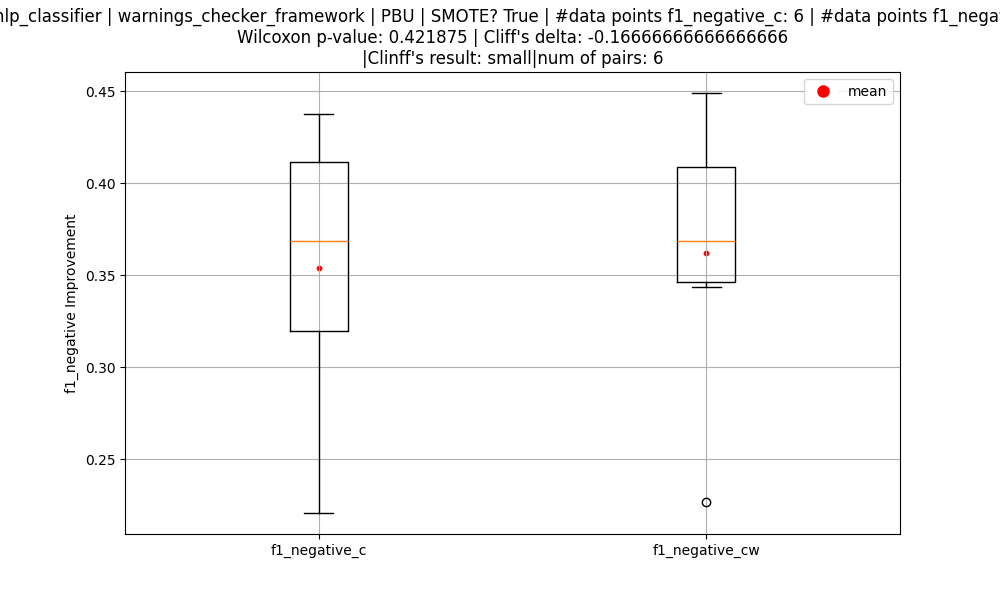 nlp_classifier | warnings_checker_framework | PBU | SMOTE? True | #data points f1_negative_c: 6 | #data points f1_nega
Wilcoxon p-value: 0.421875 | Cliff's delta: -0.16666666666666666
|Clinff's result: small|num of pairs: 6
mean
0.45
0.40
0.35
0.30
0.25
f1_negative Improvement
f1_negative_c
f1_negative_cw